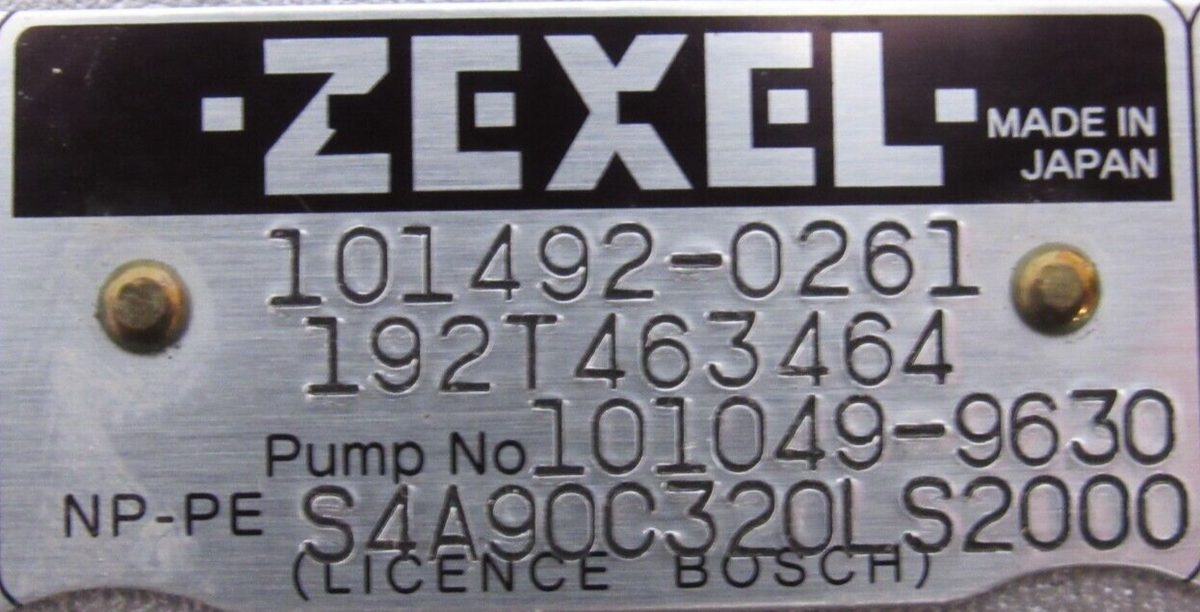 ·ZEXEL·
MADE IN
JAPAN
101492-0261
192T463464
Pump No 101049-9630
NP-PE S4A90C320LS2000
(LICENCE BOSCH)